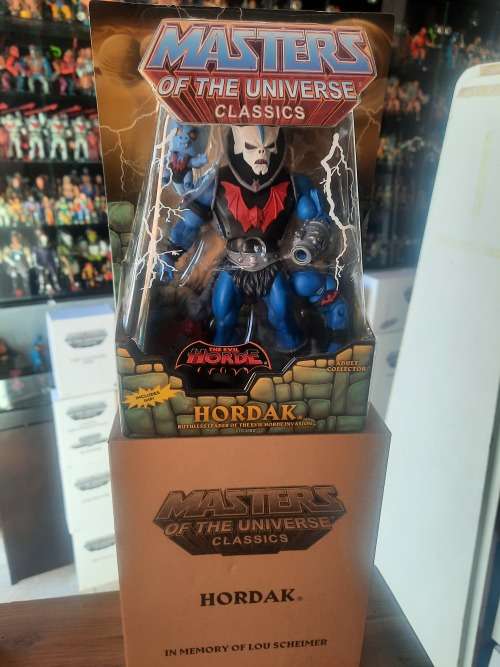 MASTERS
OF THE UNIVERSE
CLASSICS
THE EVIL
HORDE
ADULT
COLLECTOR
INCLUDES
HORDAK®
RUTHLESS LEADER OF THE EVIL HORDE INVASION
MASTERS
OF THE UNIVERSE
CLASSICS
HORDAK®
IN MEMORY OF LOU SCHEIMER